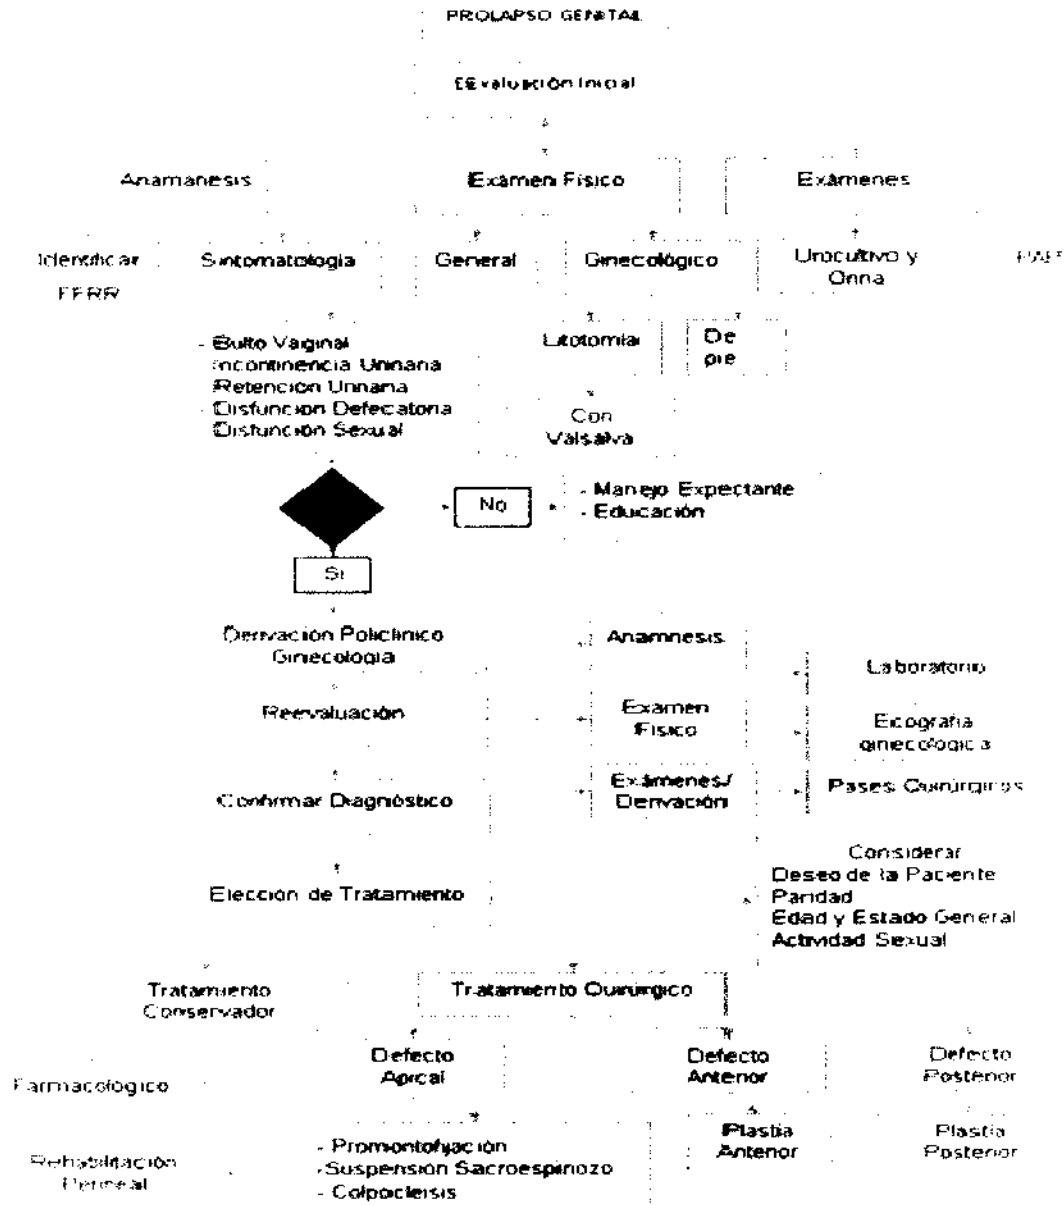 PROLAPSO GENITAL
EEvaluación Inicial
Anamanesis
Exámen Físico
Exámenes
Identificar
FFRR
Sintomatología
General
Ginecológico
Urocultivo y
Orina
- Bulto Vaginal
Incontinencia Urinaria
Retención Urinaria
- Disfunción Defecatoria
Disfunción Sexual
Litotomía
De
pie
Con
Valsalva
No
- Manejo Expectante
- Educación
Si
Derivación Policlínico
Ginecología
Anamnesis
Laboratorio
Reevaluación
Examen
Físico
Ecografía
ginecológica
Confirmar Diagnóstico
Exámenes/
Derivación
Pases Quirúrgicos
Elección de Tratamiento
Considerar
Deseo de la Paciente
Paridad
Edad y Estado General
Actividad Sexual
Tratamiento
Conservador
Tratamiento Quirúrgico
Farmacológico
Defecto
Apical
Defecto
Anterior
Defecto
Posterior
Rehabilitación
Perineal
- Promontofijación
-Suspensión Sacroespinozo
- Colpocleisis
Plastía
Anterior
Plastía
Posterior